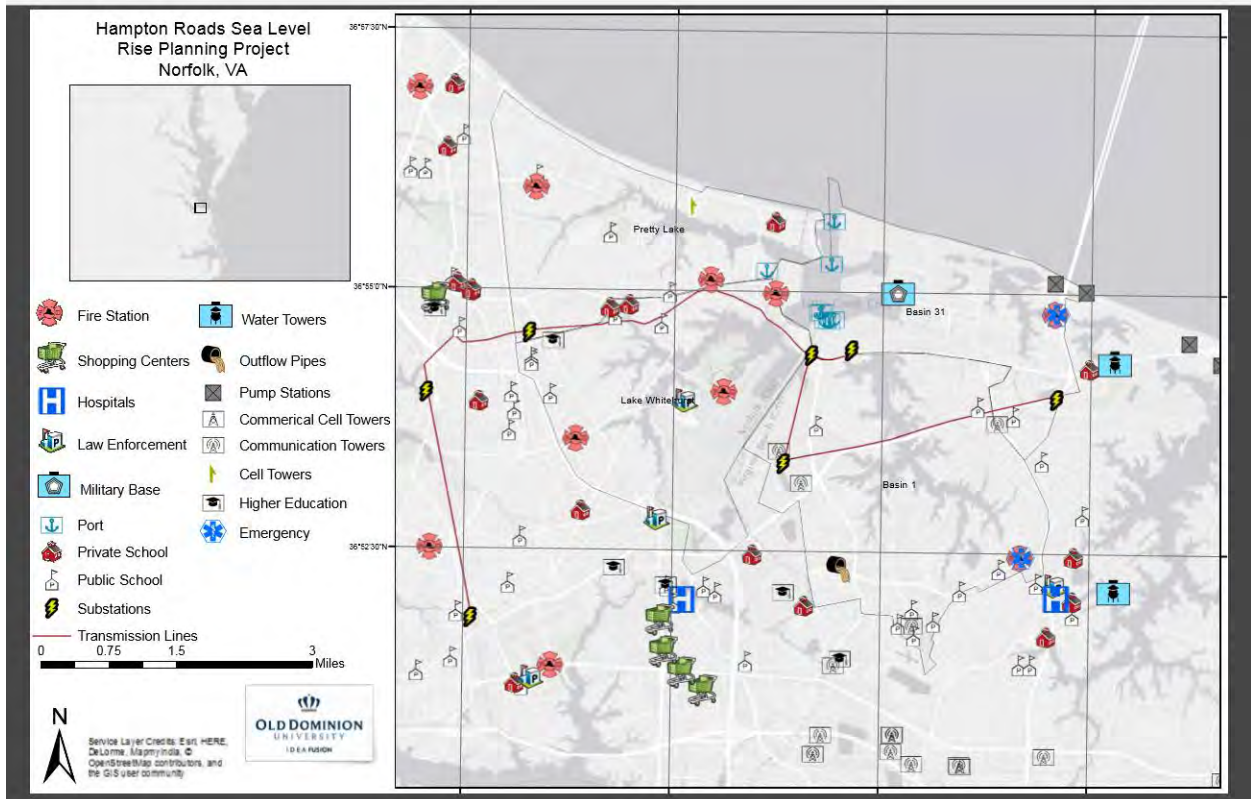 Hampton Roads Sea Level
Rise Planning Project
Norfolk, VA
Fire Station
Shopping Centers
Hospitals
Law Enforcement
Military Base
Port
Private School
Public School
Substations
Transmission Lines
Water Towers
Outflow Pipes
Pump Stations
Commerical Cell Towers
Communication Towers
Cell Towers
Higher Education
Emergency
0 0.75 1.5 3
Miles
N
Service Layer Credits: Esri, HERE,
DeLorme, MapmyIndia, ©
OpenStreetMap contributors, and
the GIS user community
OLD DOMINION
UNIVERSITY
IDEA FUSION
36°57'30"N
36°55'0"N
36°52'30"N
Pretty Lake
Basin 31
Lake Whitehurst
Basin 1